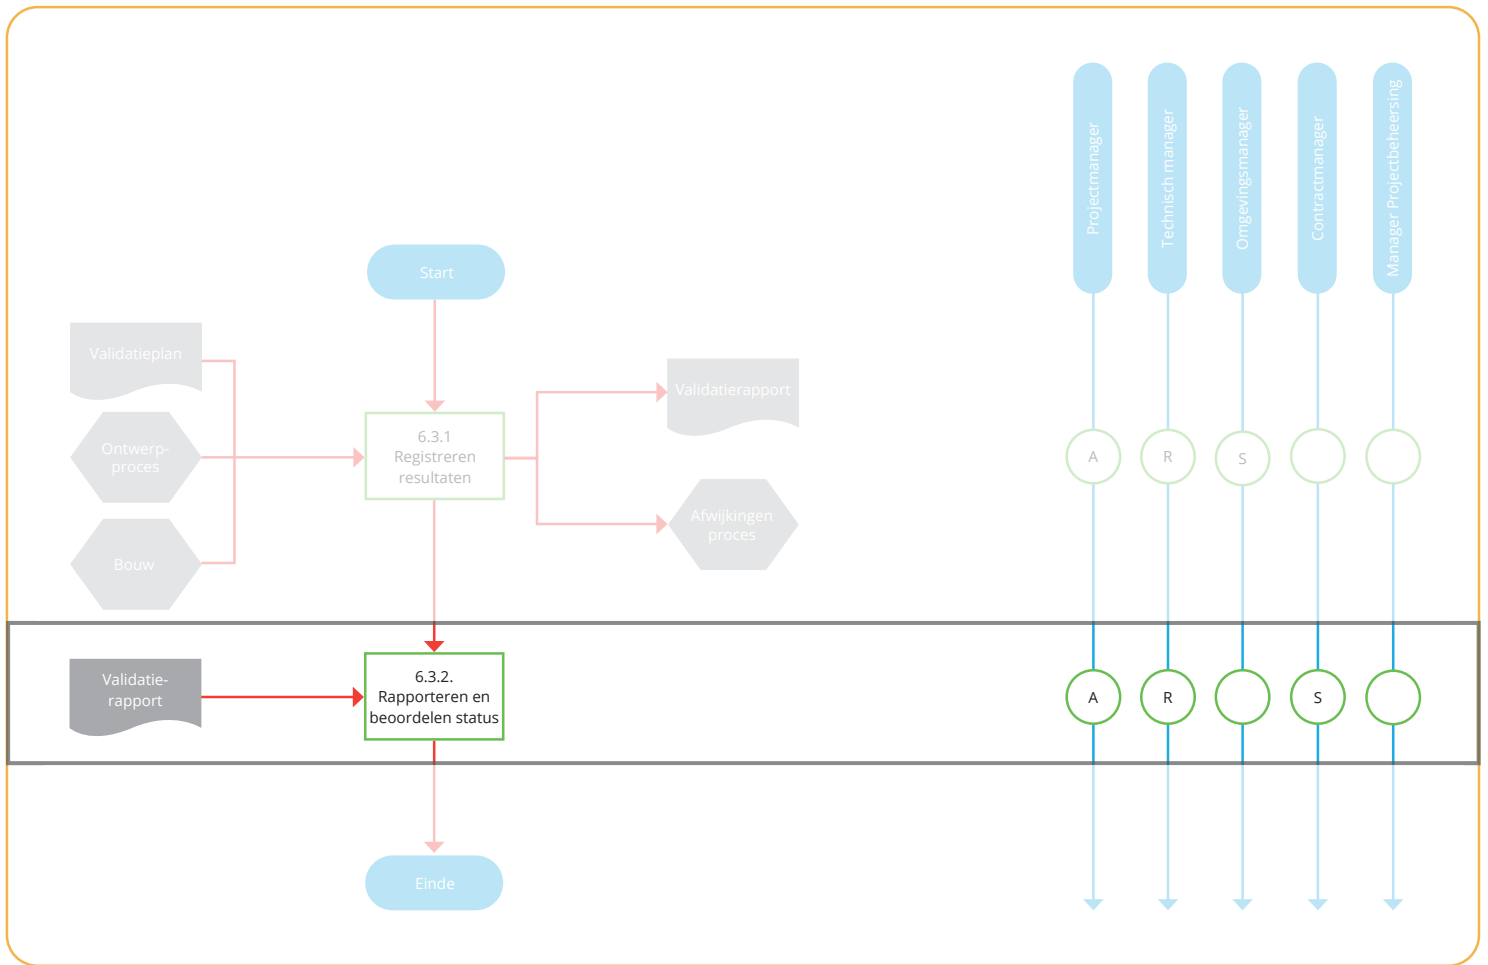 Projectmanager
Technisch manager
Omgevingsmanager
Contractmanager
Manager Projectbeheersing
Start
Validatieplan
Ontwerp-
proces
Bouw
6.3.1
Registreren
resultaten
Validatierapport
Afwijkingen
proces
A
R
S
Validatie-
rapport
6.3.2.
Rapporteren en
beoordelen status
A
R
S
Einde